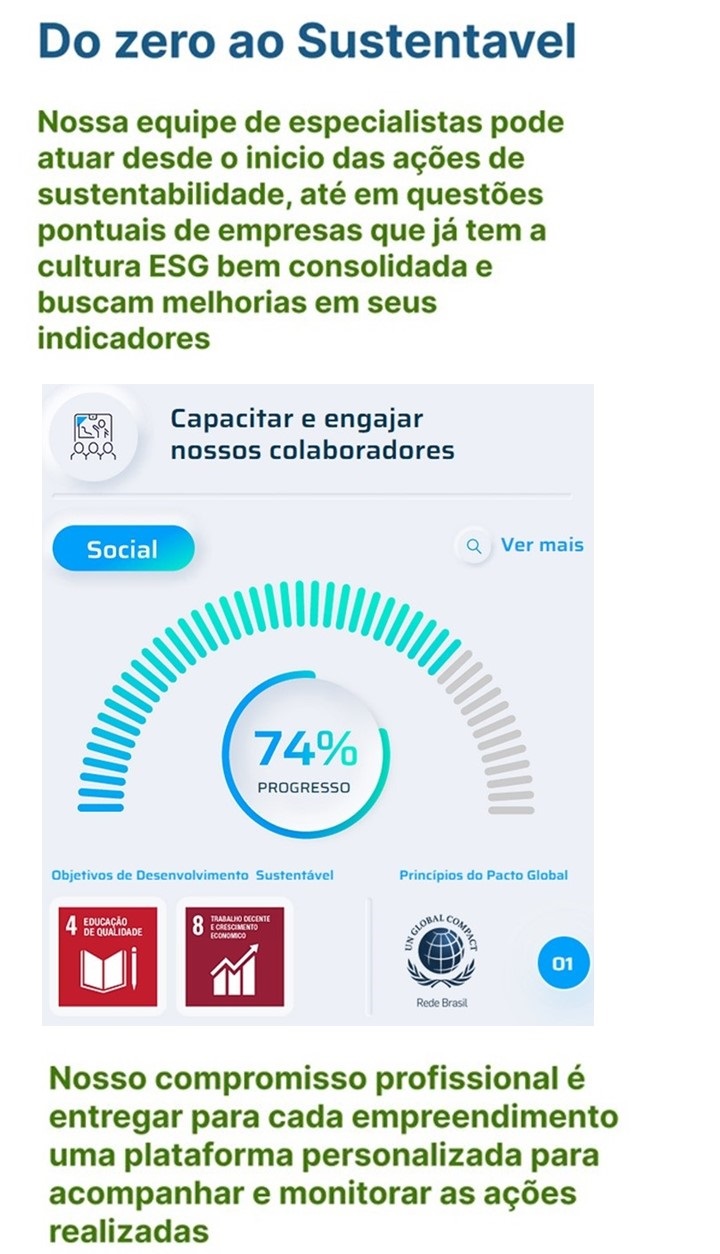 Do zero ao Sustentavel
Nossa equipe de especialistas pode
atuar desde o inicio das ações de
sustentabilidade, até em questões
pontuais de empresas que já tem a
cultura ESG bem consolidada e
buscam melhorias em seus
indicadores
Capacitar e engajar
nossos colaboradores
Social
Ver mais
74%
PROGRESSO
Objetivos de Desenvolvimento Sustentável
Princípios do Pacto Global
4 EDUCAÇÃO
DE QUALIDADE
8 TRABALHO DECENTE
E CRESCIMENTO
ECONOMICO
UN GLOBAL COMPACT
Rede Brasil
01
Nosso compromisso profissional é
entregar para cada empreendimento
uma plataforma personalizada para
acompanhar e monitorar as ações
realizadas